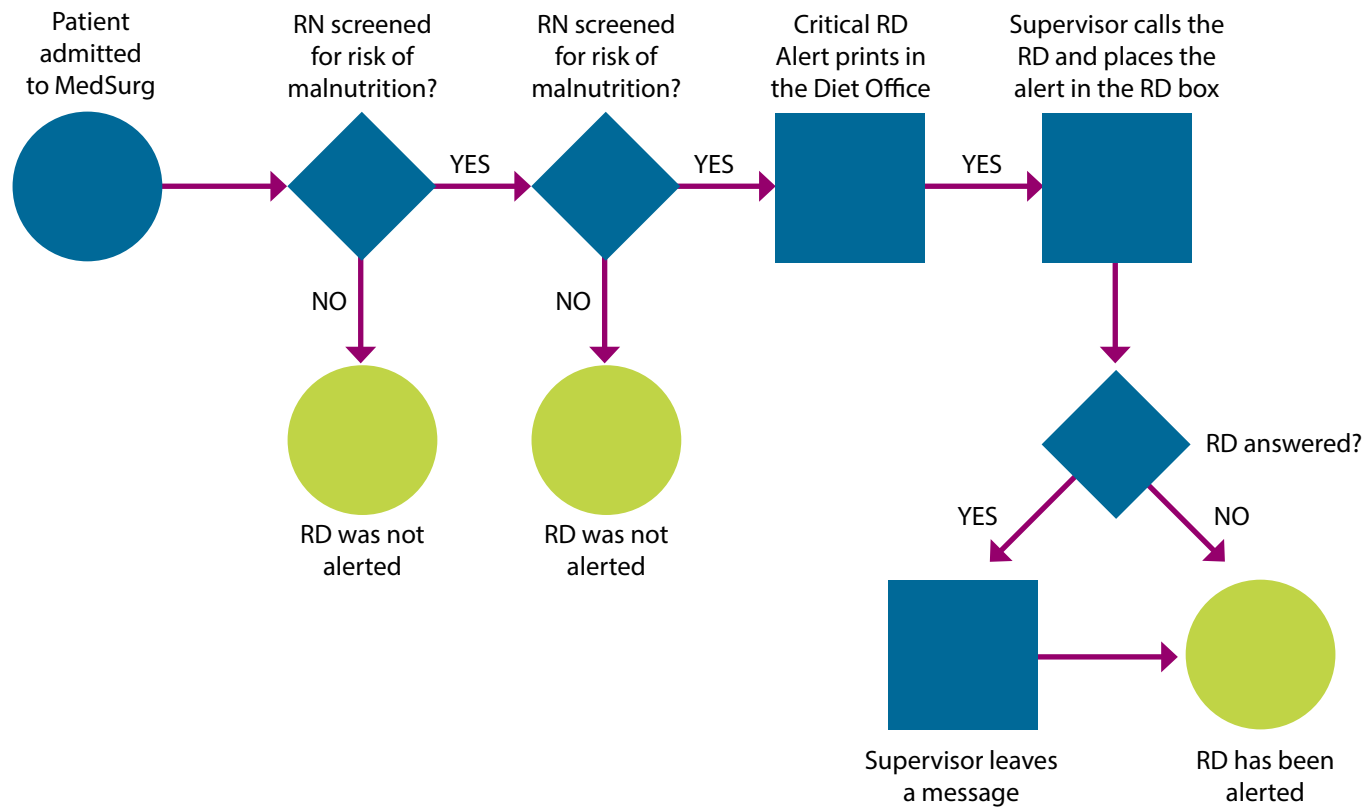 Patient
admitted
to MedSurg
RN screened
for risk of
malnutrition?
RN screened
for risk of
malnutrition?
Critical RD
Alert prints in
the Diet Office
Supervisor calls the
RD and places the
alert in the RD box
YES
YES
YES
NO
NO
RD was not
alerted
RD was not
alerted
RD answered?
YES
NO
Supervisor leaves
a message
RD has been
alerted